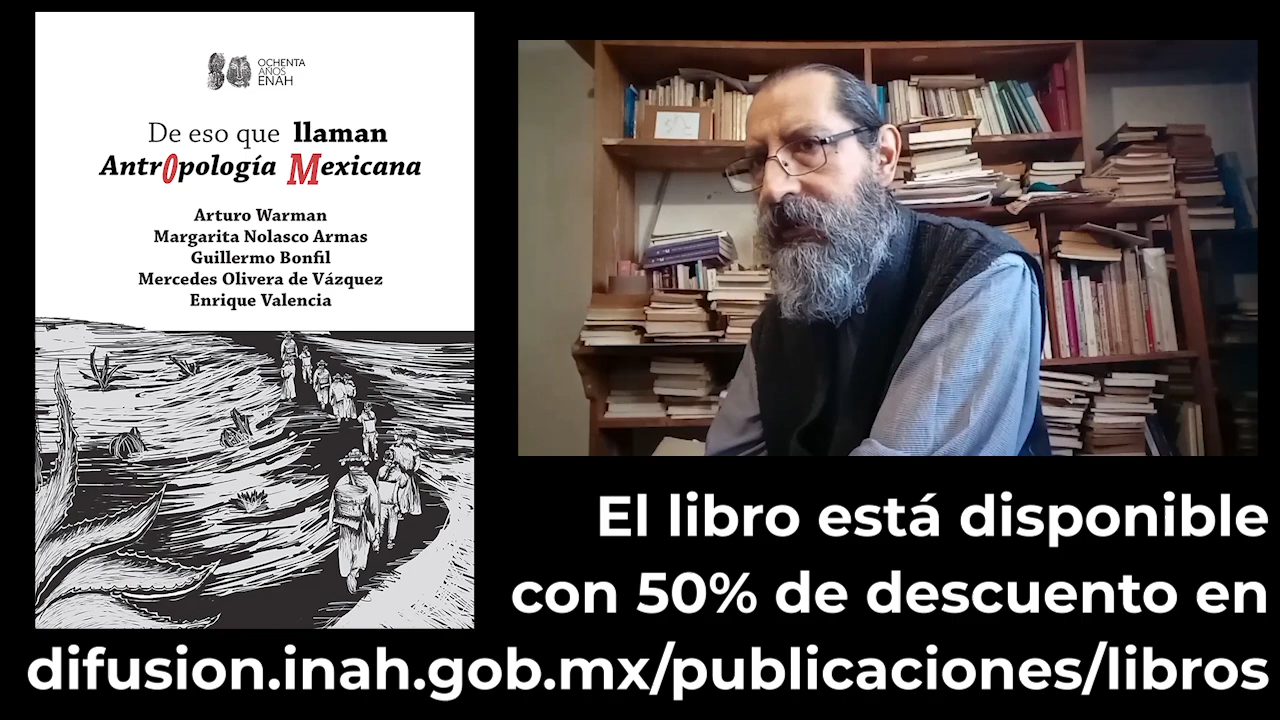 OCHENTA
AÑOS
ENAH
De eso que llaman
Antropología Mexicana
Arturo Warman
Margarita Nolasco Armas
Guillermo Bonfil
Mercedes Olivera de Vázquez
Enrique Valencia
El libro está disponible
con 50% de descuento en
difusion.inah.gob.mx/publicaciones/libros